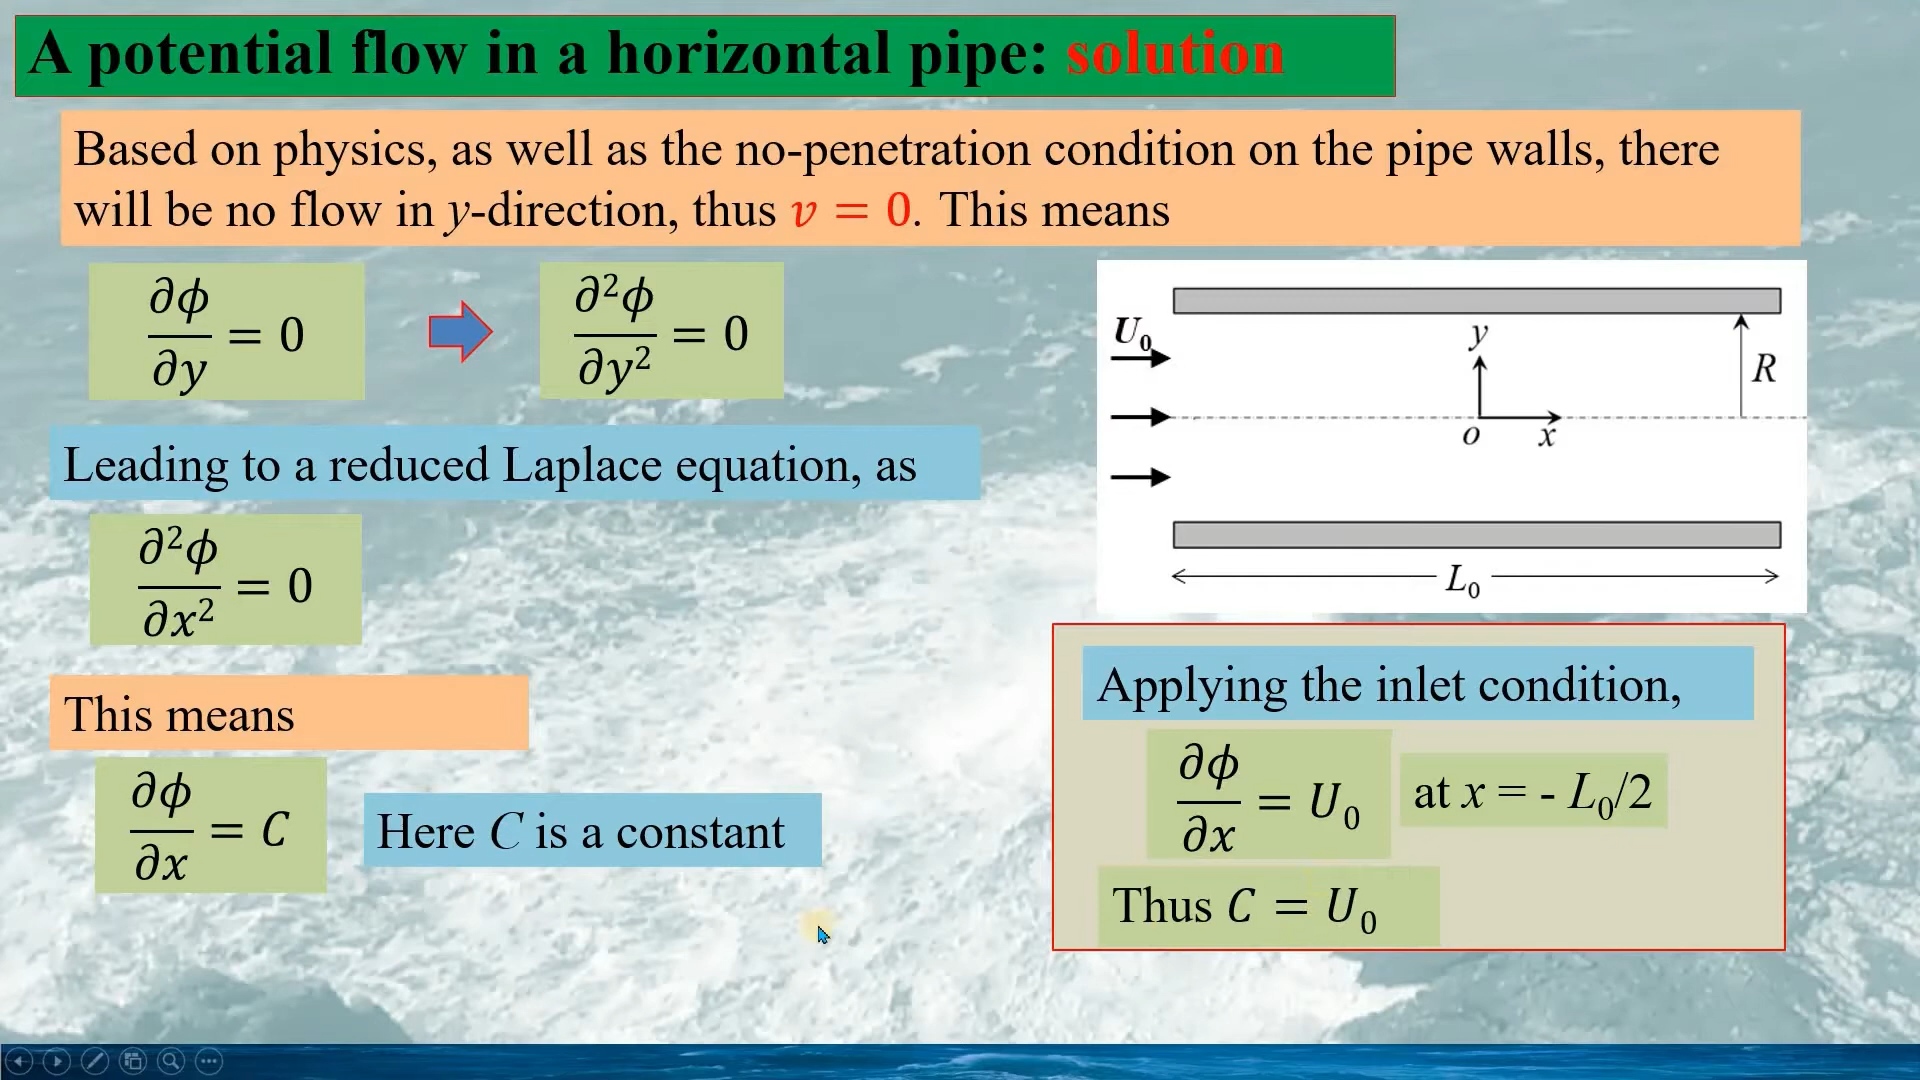 A potential flow in a horizontal pipe: solution
Based on physics, as well as the no-penetration condition on the pipe walls, there
will be no flow in y-direction, thus v = 0. This means
∂ϕ/∂y = 0
∂²ϕ/∂y² = 0
Leading to a reduced Laplace equation, as
∂²ϕ/∂x² = 0
This means
∂ϕ/∂x = C
Here C is a constant
U₀
y
R
o
x
L₀
Applying the inlet condition,
∂ϕ/∂x = U₀
at x = - L₀/2
Thus C = U₀